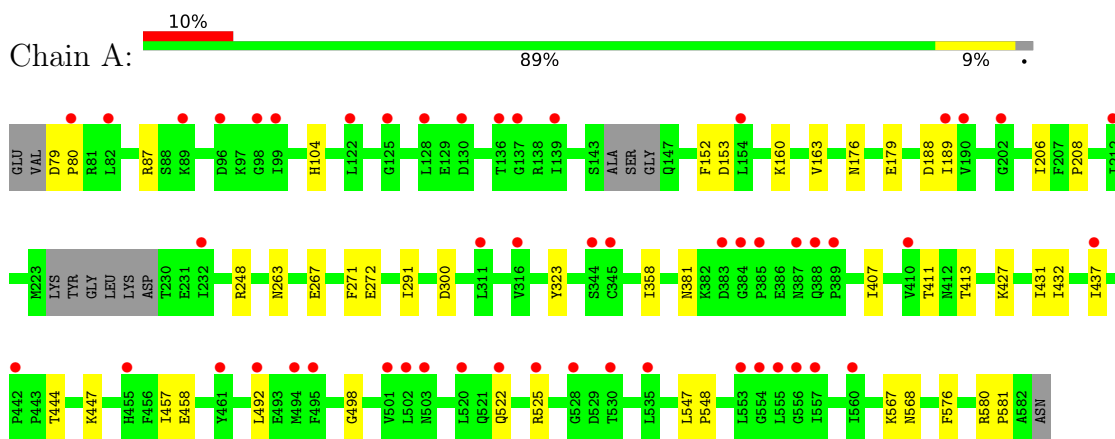 10%
Chain A:
89% 9% •
GLU VAL D79 P80 R81 L82 R87 S88 K89 D96 K97 G98 I99 H104 L122 G125 L128 E129 D130 T136 G137 R138 I139 S143 ALA SER GLY Q147 F152 D153 L154 K160 V163 N176 E179 D188 I189 V190 G202 I206 F207 P208
M223 LYS TYR GLY LEU LYS ASP T230 E231 I232 R248 N263 E267 F271 E272 I291 D300 L311 V316 Y323 S344 C345 I358 N381 K382 D383 G384 P385 E386 N387 Q388 P389 I407 V410 T411 N412 T413 K427 I431 I432 I437
P442 P443 T444 K447 H455 F456 I457 E458 Y461 L492 E493 M494 F495 G498 V501 L502 N503 L520 Q521 Q522 R525 G528 D529 T530 L535 L547 P548 L553 G554 L555 G556 I557 I560 K567 N568 F576 R580 P581 A582 ASN